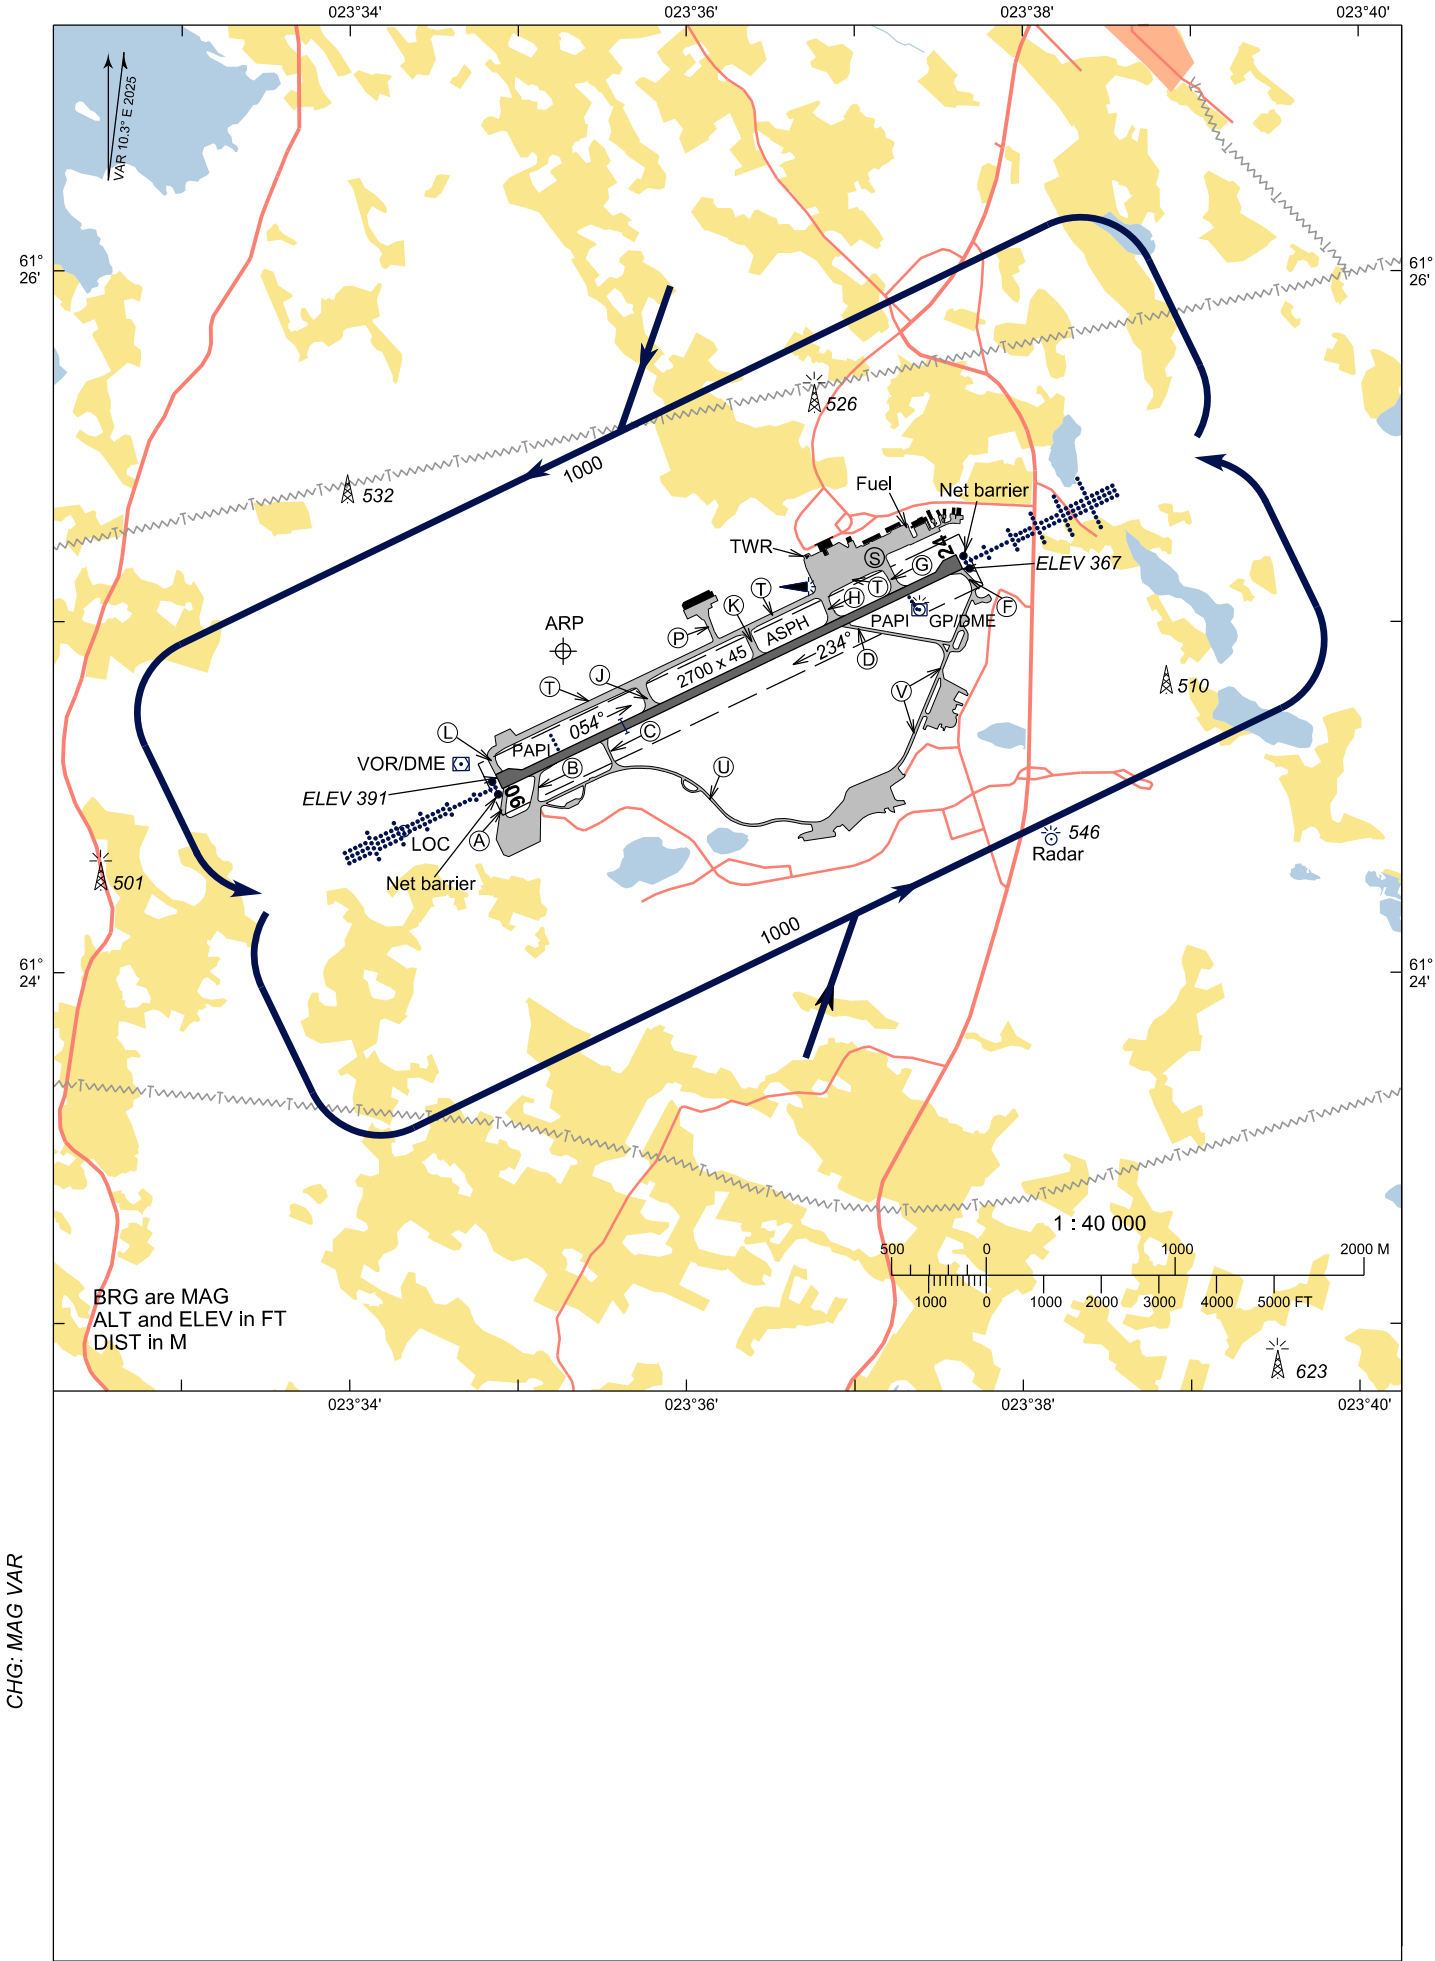 023°34'
023°36'
023°38'
023°40'
VAR 10.3° E 2025
61°
26'
61°
26'
526
1000
532
Fuel
Net barrier
TWR
S
24
ELEV 367
G
T
K
T
H
F
ARP
P
ASPH
PAPI
GP/DME
234°
D
2700 x 45
J
V
510
T
054°
C
L
PAPI
VOR/DME
B
U
ELEV 391
06
A
LOC
546
Radar
501
Net barrier
1000
61°
24'
61°
24'
1 : 40 000
500
0
1000
2000 M
1000
0
1000
2000
3000
4000
5000 FT
BRG are MAG
ALT and ELEV in FT
DIST in M
623
023°34'
023°36'
023°38'
023°40'
CHG: MAG VAR